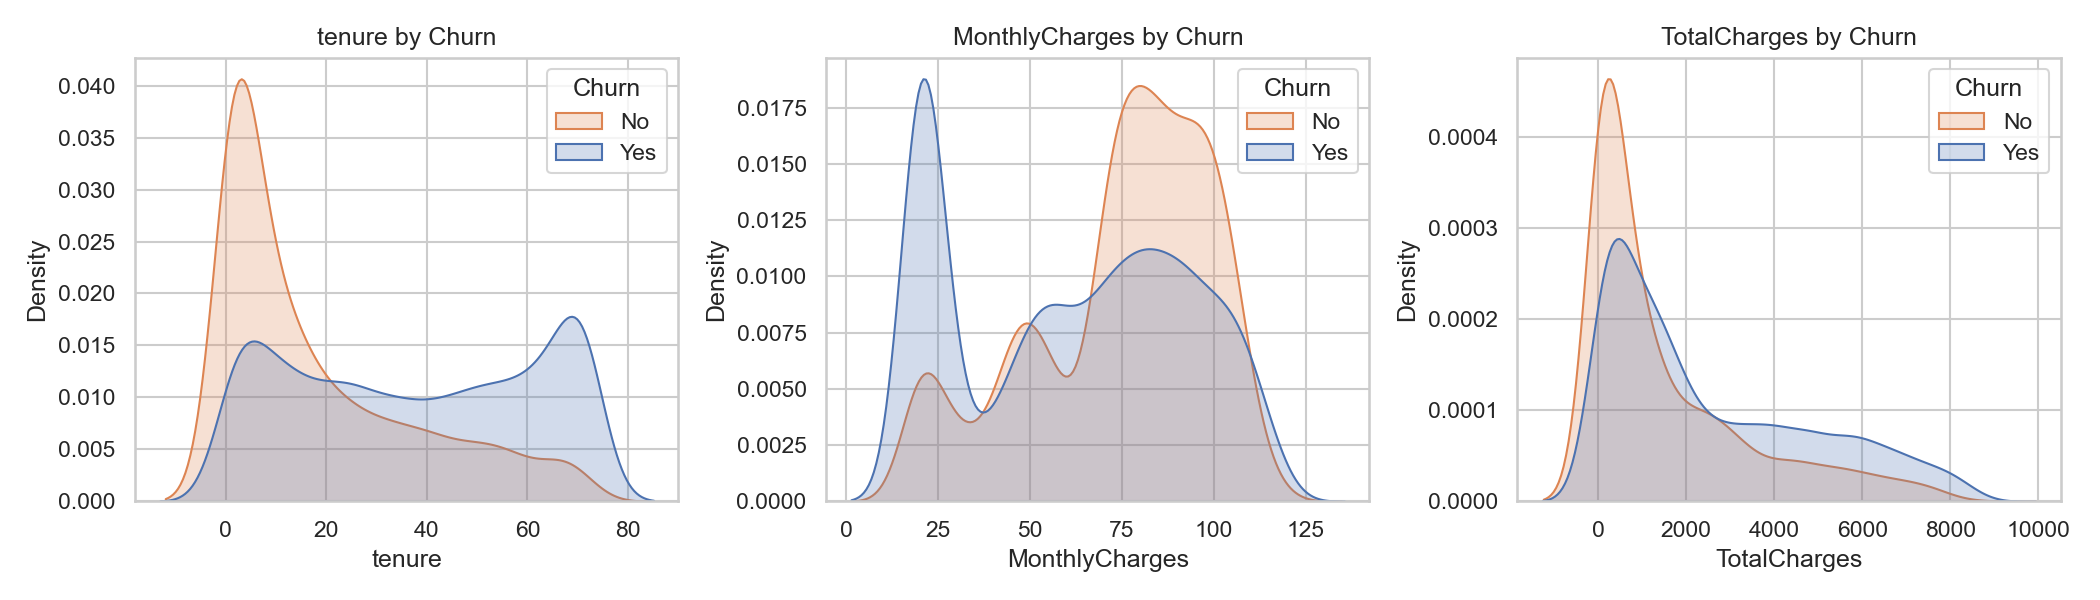 tenure by Churn
Density
0.040
0.035
0.030
0.025
0.020
0.015
0.010
0.005
0.000
Churn
No
Yes
0
20
40
60
80
tenure
MonthlyCharges by Churn
Density
0.0175
0.0150
0.0125
0.0100
0.0075
0.0050
0.0025
0.0000
Churn
No
Yes
0
25
50
75
100
125
MonthlyCharges
TotalCharges by Churn
Density
0.0004
0.0003
0.0002
0.0001
0.0000
Churn
No
Yes
0
2000
4000
6000
8000
10000
TotalCharges